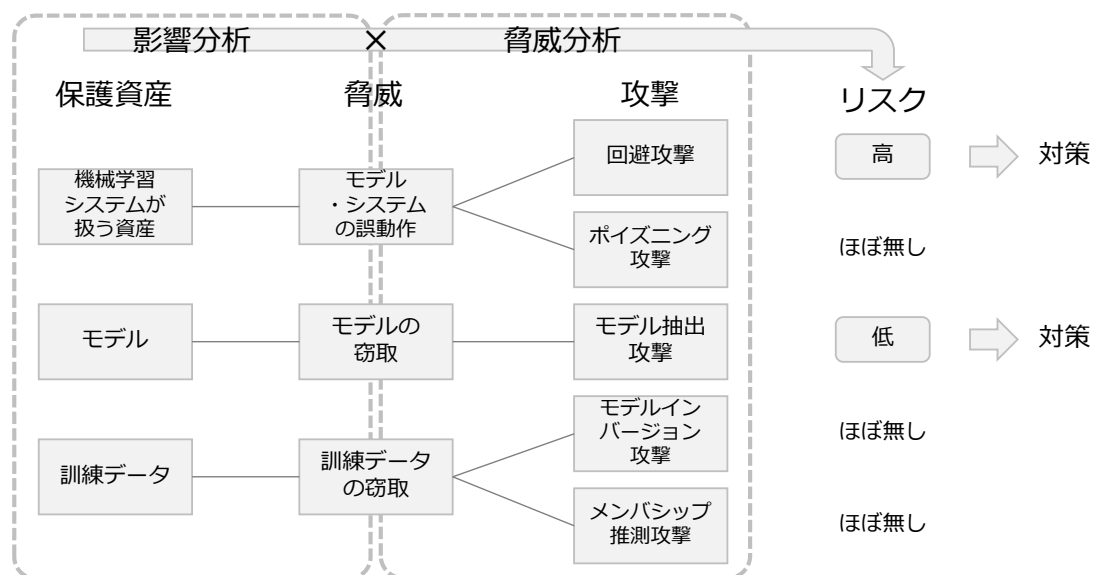 影響分析 × 脅威分析
保護資産 脅威 攻撃 リスク
機械学習
システムが
扱う資産
モデル
・システム
の誤動作
回避攻撃
高
対策
ポイズニング
攻撃
ほぼ無し
モデル
モデルの
窃取
モデル抽出
攻撃
低
対策
訓練データ
訓練データ
の窃取
モデルイン
バージョン
攻撃
ほぼ無し
メンバシップ
推測攻撃
ほぼ無し